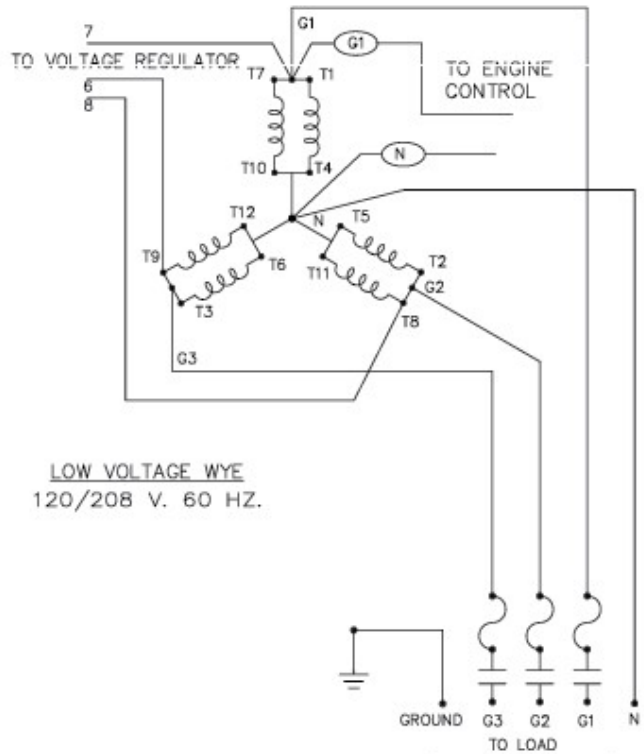 G1
7
G1
TO VOLTAGE REGULATOR
T7 T1
TO ENGINE
CONTROL
6
8
T10 T4
N
T12
N
T5
T9
T6
T11
T2
T3
G2
T8
G3
LOW VOLTAGE WYE
120/208 V. 60 HZ.
GROUND G3 G2 G1 N
TO LOAD